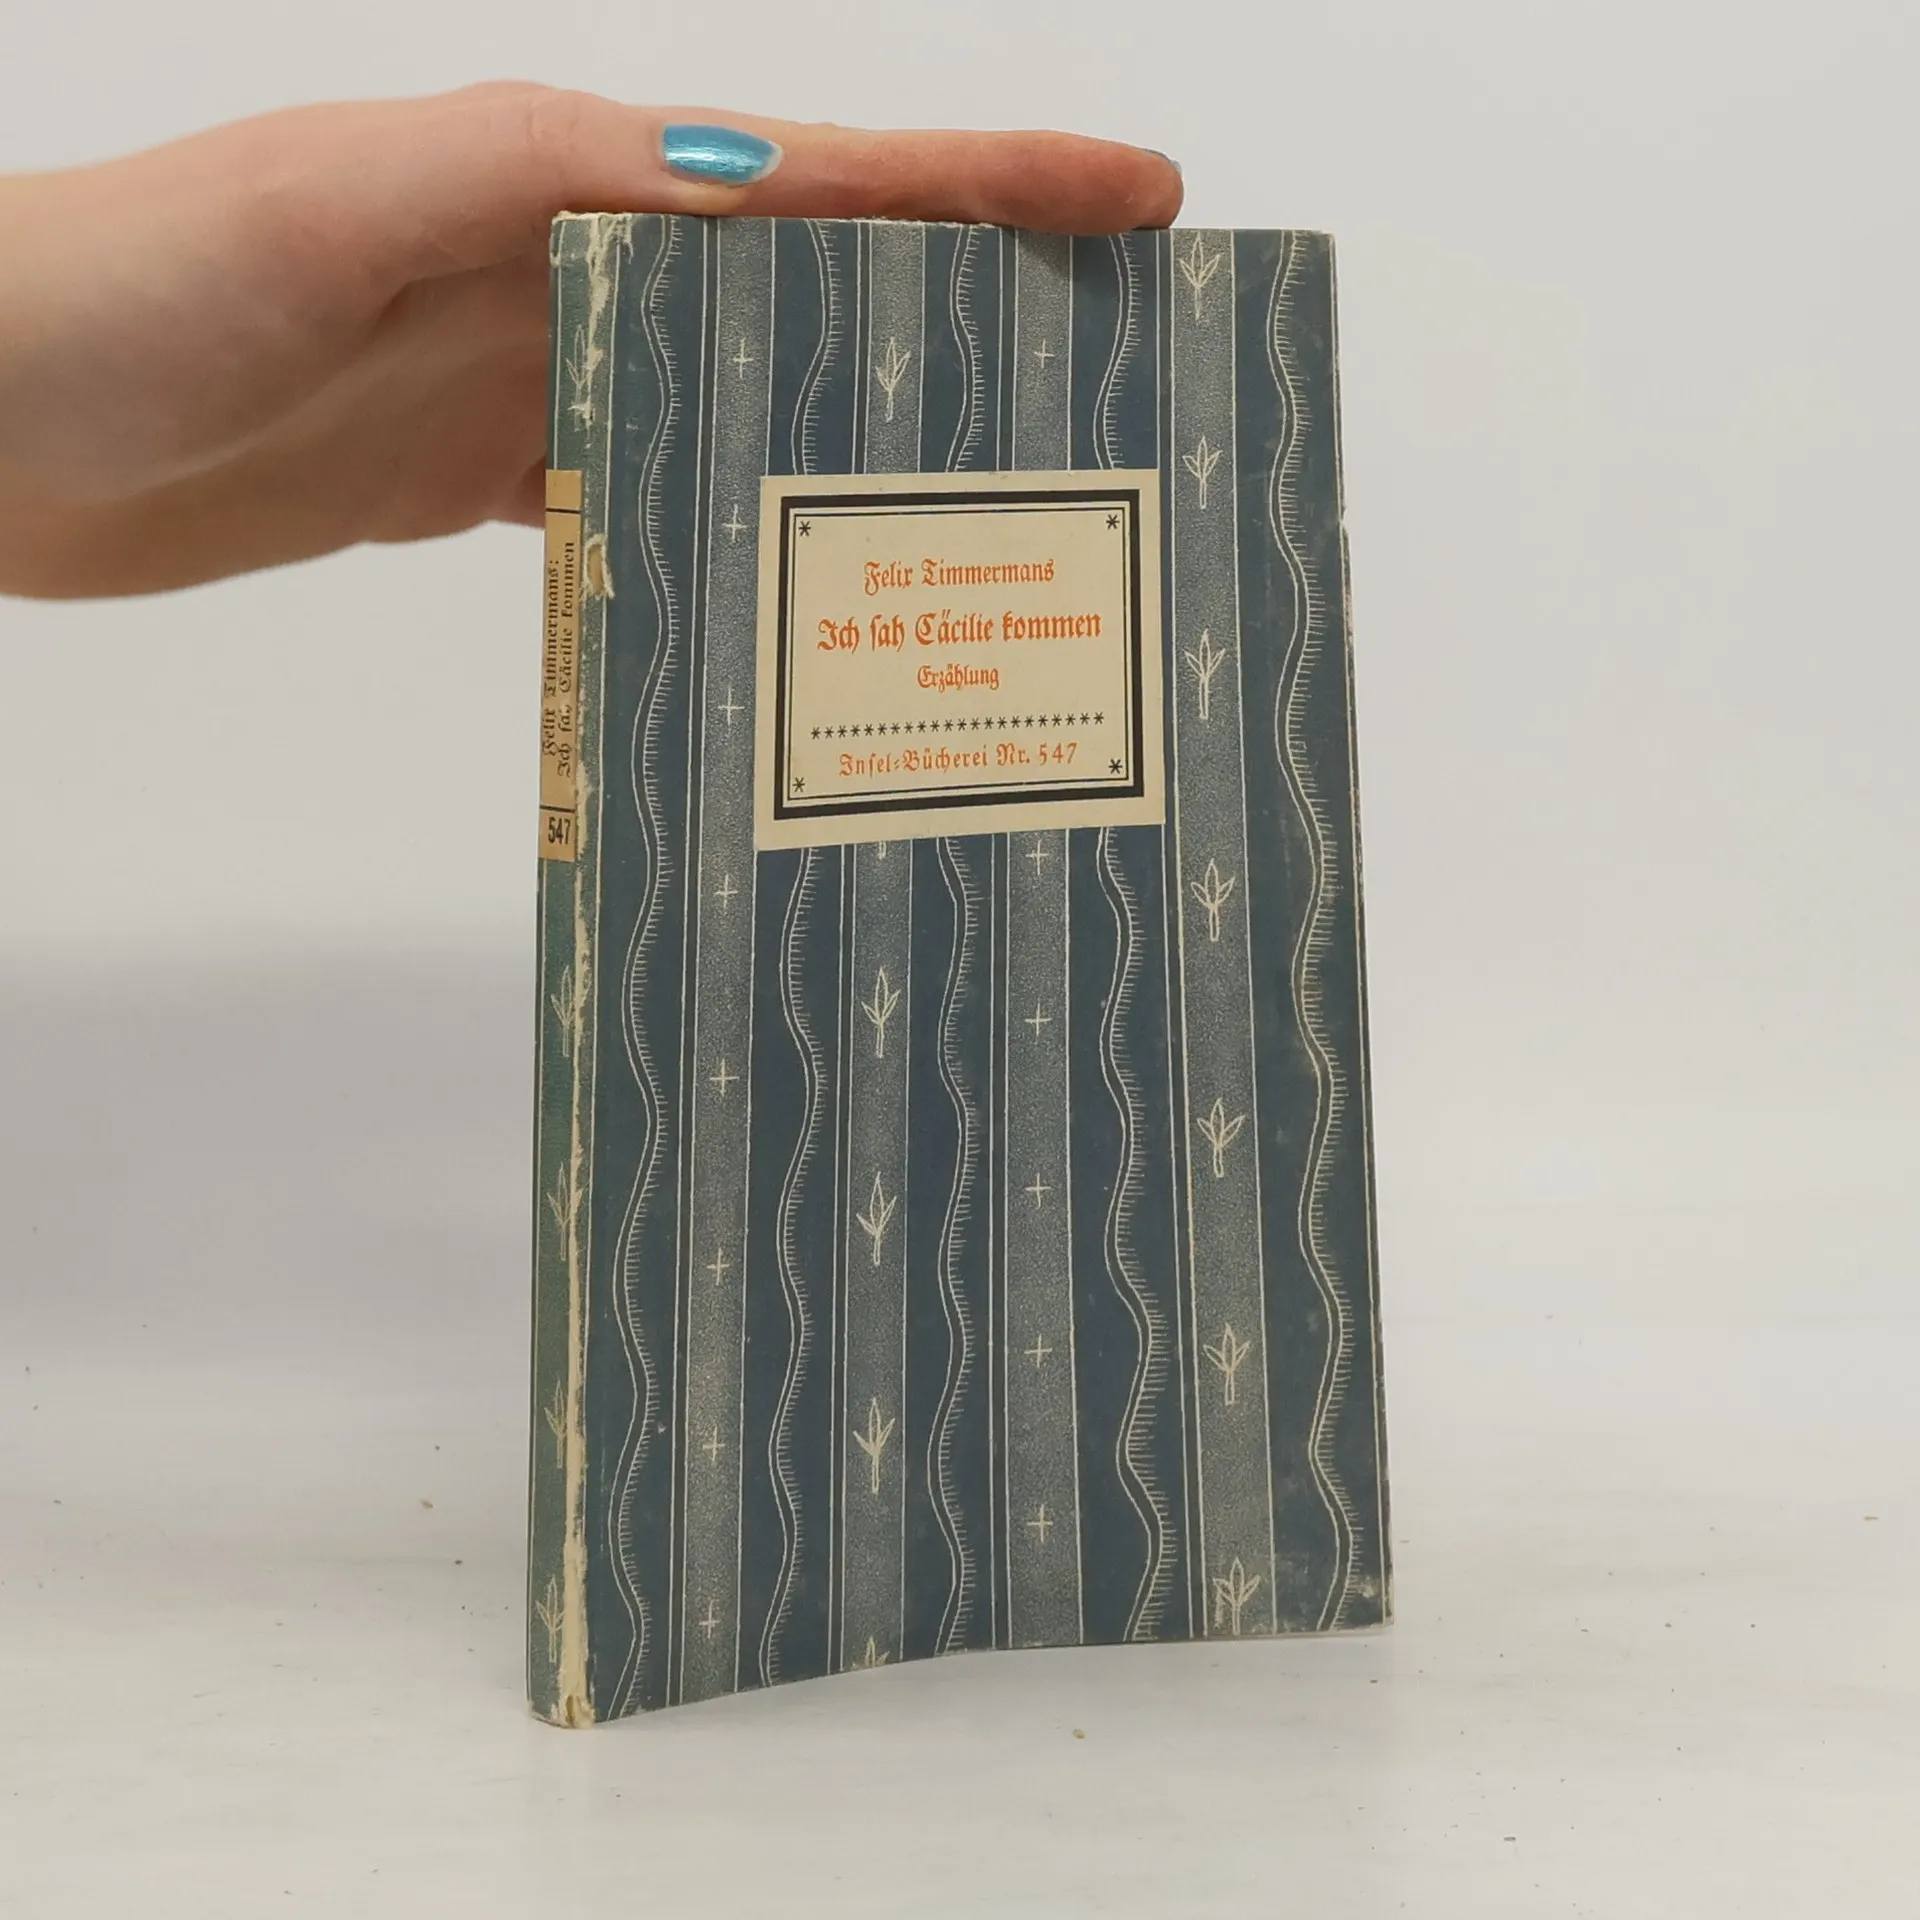 Felix Timmermans
Ich sah Cäcilie kommen
Erzählung
Insel-Bücherei Nr. 547
Felix Timmermans:
Ich sah Cäcilie kommen
547